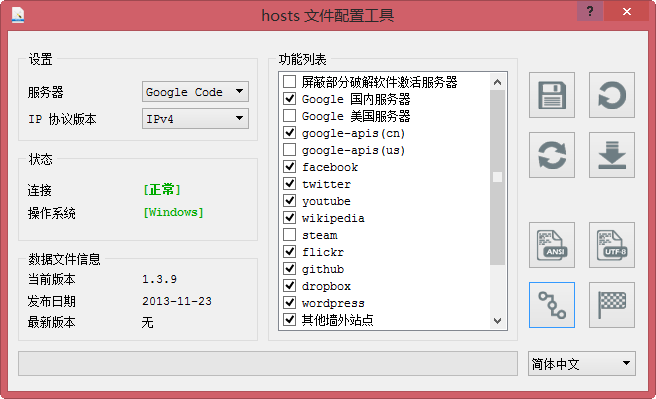 hosts 文件配置工具
?
设置
服务器
Google Code
IP 协议版本
IPv4
状态
连接
[正常]
操作系统
[Windows]
数据文件信息
当前版本
1.3.9
发布日期
2013-11-23
最新版本
无
功能列表
屏蔽部分破解软件激活服务器
Google 国内服务器
Google 美国服务器
google-apis(cn)
google-apis(us)
facebook
twitter
youtube
wikipedia
steam
flickr
github
dropbox
wordpress
其他墙外站点
ANSI
UTF-8
简体中文